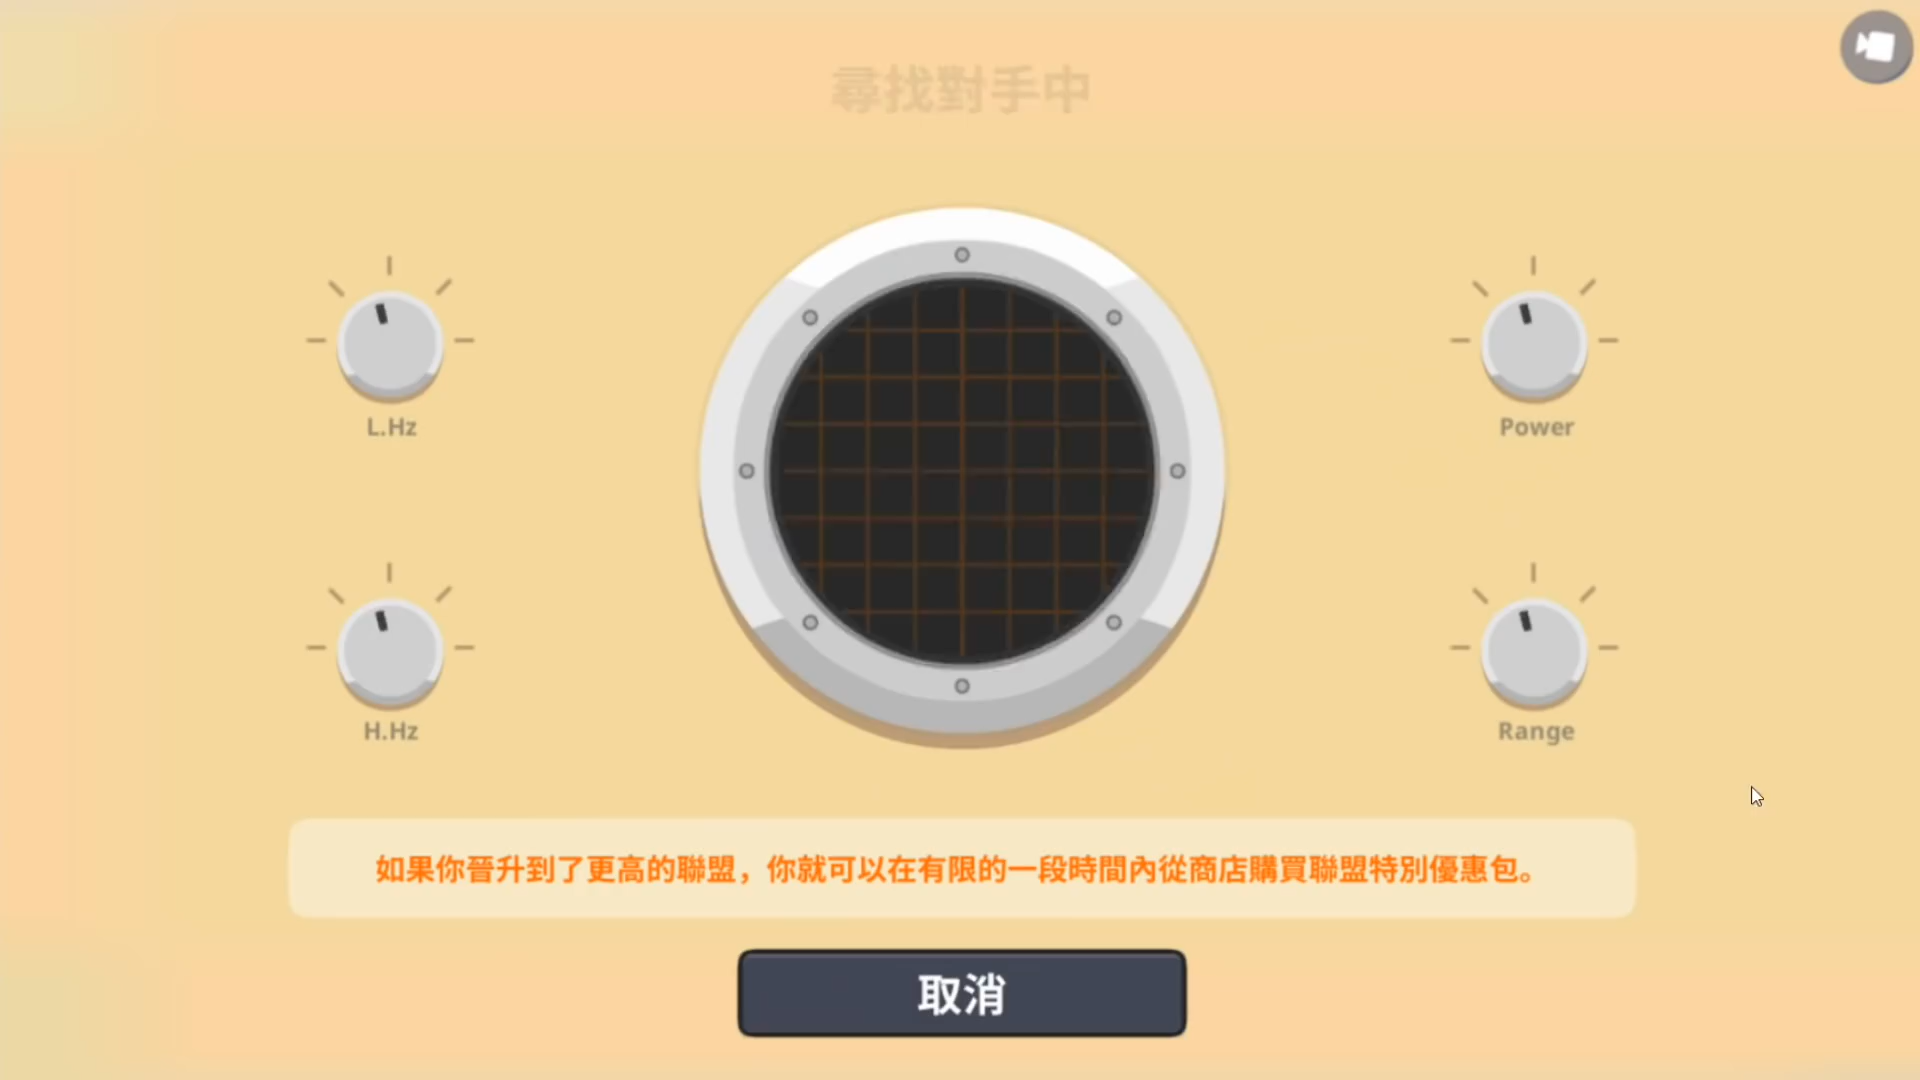 尋找對手中
L.Hz
Power
H.Hz
Range
如果你晉升到了更高的聯盟，你就可以在有限的一段時間內從商店購買聯盟特別優惠包。
取消